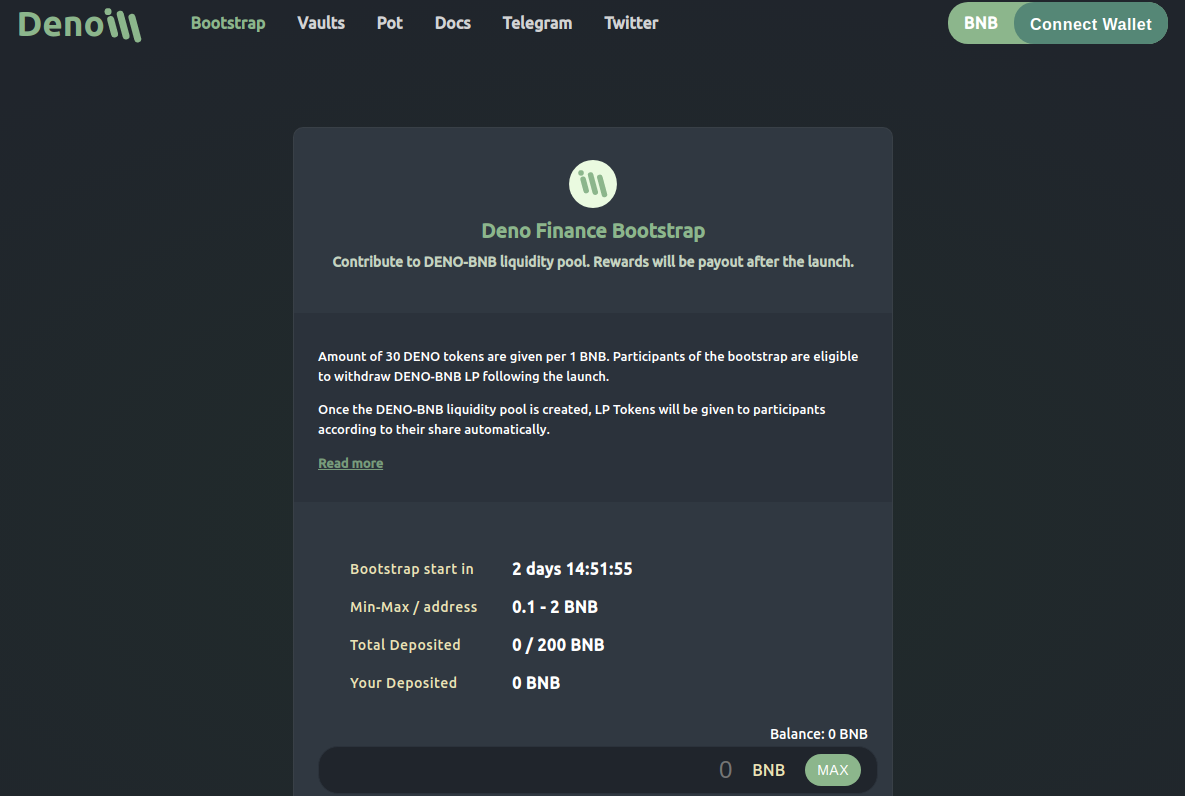 Deno
Bootstrap Vaults Pot Docs Telegram Twitter
BNB Connect Wallet
Deno Finance Bootstrap
Contribute to DENO-BNB liquidity pool. Rewards will be payout after the launch.
Amount of 30 DENO tokens are given per 1 BNB. Participants of the bootstrap are eligible
to withdraw DENO-BNB LP following the launch.
Once the DENO-BNB liquidity pool is created, LP Tokens will be given to participants
according to their share automatically.
Read more
Bootstrap start in 2 days 14:51:55
Min-Max / address 0.1 - 2 BNB
Total Deposited 0 / 200 BNB
Your Deposited 0 BNB
Balance: 0 BNB
0 BNB MAX